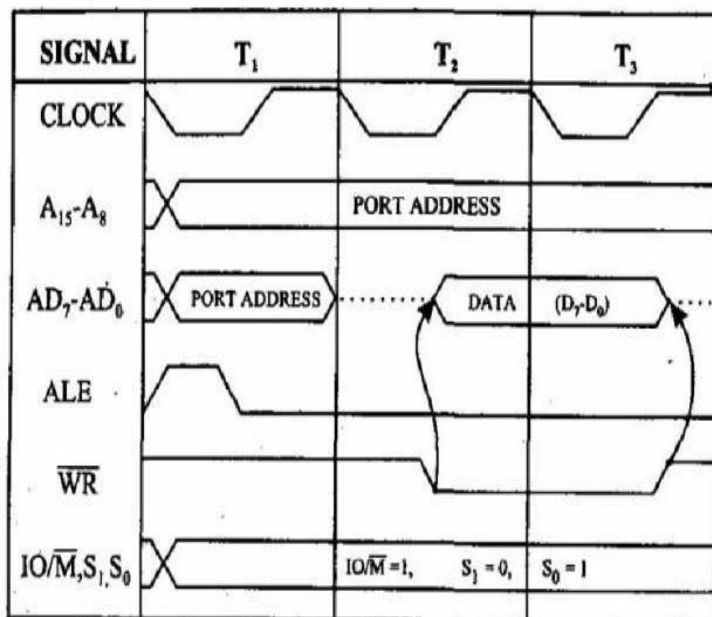 SIGNAL T₁ T₂ T₃
CLOCK
A₁₅-A₈ PORT ADDRESS
AD₇-AD₀ PORT ADDRESS DATA (D₇-D₀)
ALE
W̅R̅
IO/M̅,S₁,S₀ IO/M̅ =1, S₁ = 0, S₀ = 1